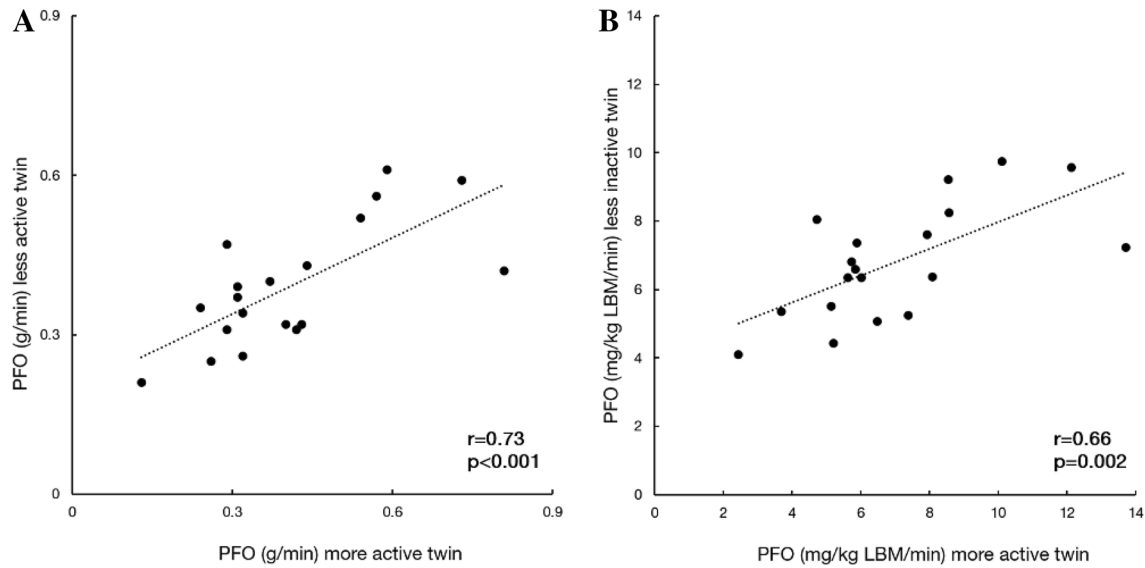 A
0.9
0.6
0.3
0
0
0.3
0.6
0.9
PFO (g/min) less active twin
PFO (g/min) more active twin
r=0.73
p<0.001
B
14
12
10
8
6
4
2
0
0
2
4
6
8
10
12
14
PFO (mg/kg LBM/min) less inactive twin
PFO (mg/kg LBM/min) more active twin
r=0.66
p=0.002